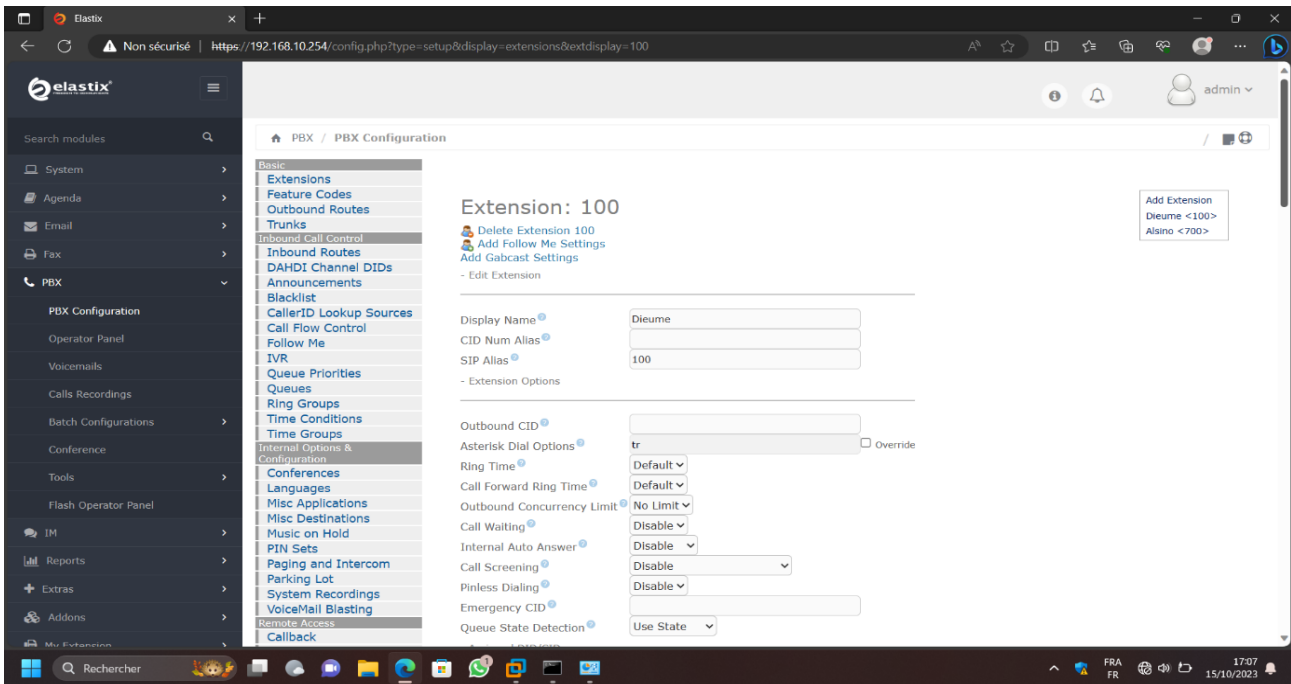 Elastix
Non sécurisé | https://192.168.10.254/config.php?type=setup&display=extensions&extdisplay=100
elastix
admin
Search modules
System
Agenda
Email
Fax
PBX
PBX Configuration
Operator Panel
Voicemails
Calls Recordings
Batch Configurations
Conference
Tools
Flash Operator Panel
IM
Reports
Extras
Addons
My Extension
PBX / PBX Configuration
Basic
Extensions
Feature Codes
Outbound Routes
Trunks
Inbound Call Control
Inbound Routes
DAHDI Channel DIDs
Announcements
Blacklist
CallerID Lookup Sources
Call Flow Control
Follow Me
IVR
Queue Priorities
Queues
Ring Groups
Time Conditions
Time Groups
Internal Options &
Configuration
Conferences
Languages
Misc Applications
Misc Destinations
Music on Hold
PIN Sets
Paging and Intercom
Parking Lot
System Recordings
VoiceMail Blasting
Remote Access
Callback
Extension: 100
Delete Extension 100
Add Follow Me Settings
Add Gabcast Settings
- Edit Extension
Display Name Dieume
CID Num Alias
SIP Alias 100
- Extension Options
Outbound CID
Asterisk Dial Options tr Override
Ring Time Default
Call Forward Ring Time Default
Outbound Concurrency Limit No Limit
Call Waiting Disable
Internal Auto Answer Disable
Call Screening Disable
Pinless Dialing Disable
Emergency CID
Queue State Detection Use State
Add Extension
Dieume <100>
Alsino <700>
Rechercher
FRA
FR
17:07
15/10/2023